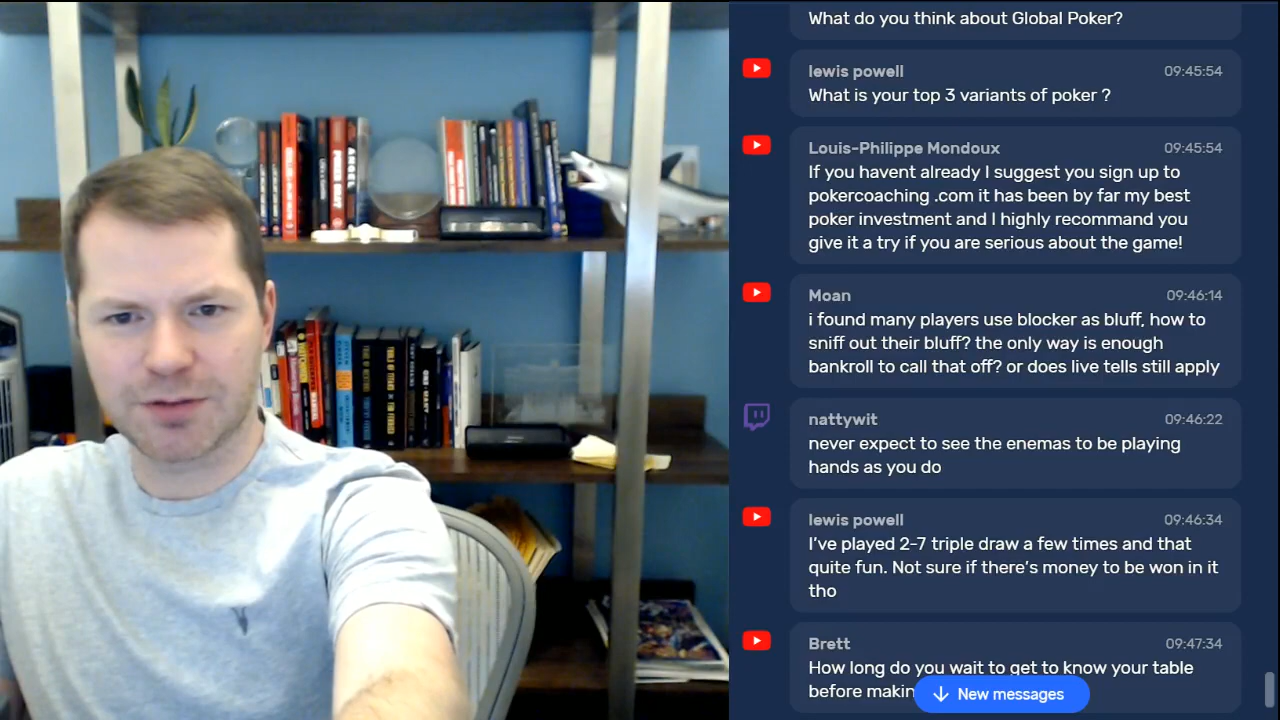 What do you think about Global Poker?
lewis powell
09:45:54
What is your top 3 variants of poker ?
Louis-Philippe Mondoux
09:45:54
If you havent already I suggest you sign up to
pokercoaching .com it has been by far my best
poker investment and I highly recommand you
give it a try if you are serious about the game!
Moan
09:46:14
i found many players use blocker as bluff, how to
sniff out their bluff? the only way is enough
bankroll to call that off? or does live tells still apply
nattywit
09:46:22
never expect to see the enemas to be playing
hands as you do
lewis powell
09:46:34
I've played 2-7 triple draw a few times and that
quite fun. Not sure if there's money to be won in it
tho
Brett
09:47:34
How long do you wait to get to know your table
before makin
New messages